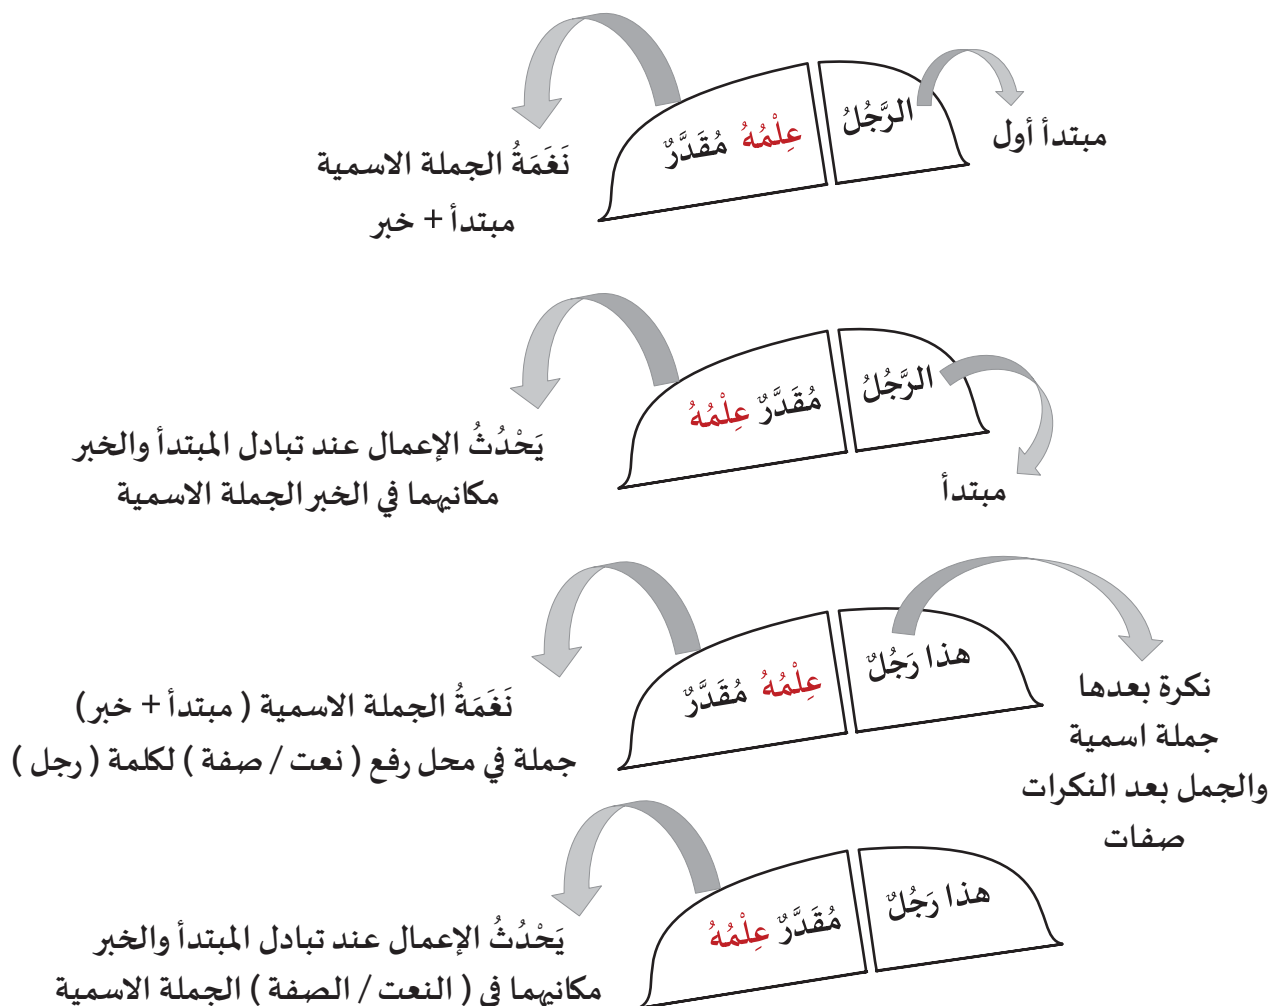 الرَّجُلُ
عِلْمُهُ مُقَدَّرٌ
مبتدأ أول
نَغَمَةُ الجملة الاسمية
مبتدأ + خبر
الرَّجُلُ
مُقَدَّرٌ عِلْمُهُ
مبتدأ
يَحْدُثُ الإعمال عند تبادل المبتدأ والخبر
مكانيهما في الخبر الجملة الاسمية
هذا رَجُلٌ
عِلْمُهُ مُقَدَّرٌ
نكرة بعدها
جملة اسمية
والجمل بعد النكرات
صفات
نَغَمَةُ الجملة الاسمية ( مبتدأ + خبر)
جملة في محل رفع ( نعت / صفة ) لكلمة ( رجل )
هذا رَجُلٌ
مُقَدَّرٌ عِلْمُهُ
يَحْدُثُ الإعمال عند تبادل المبتدأ والخبر
مكانيهما في ( النعت / الصفة ) الجملة الاسمية